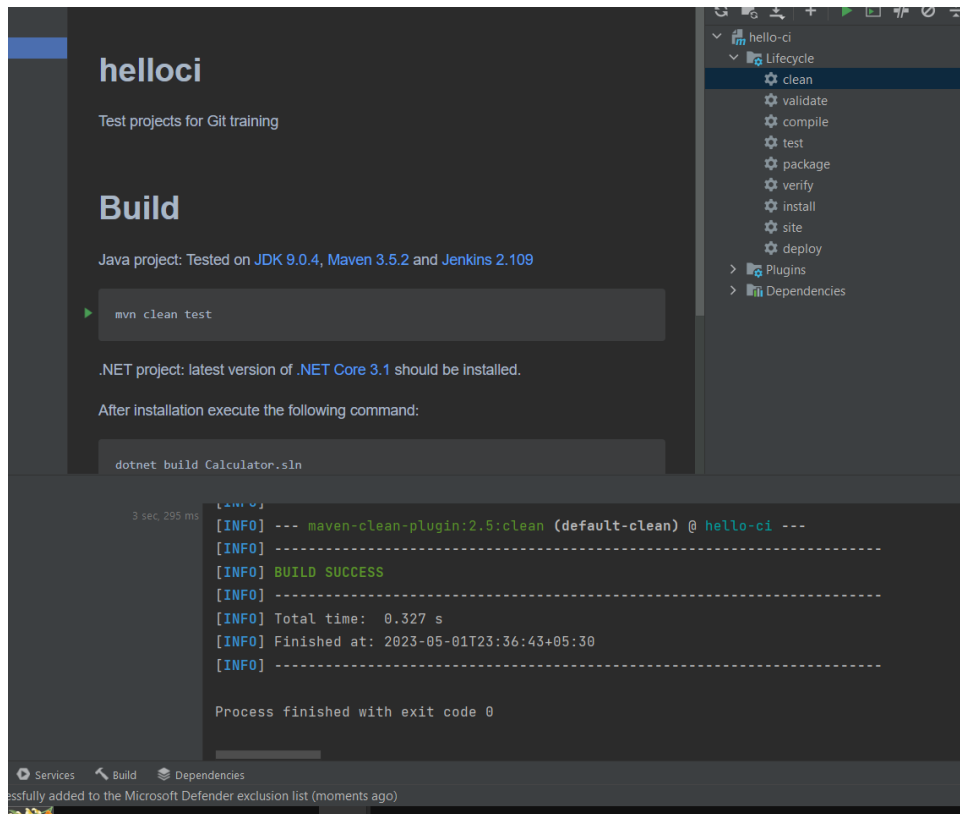 helloci
Test projects for Git training
Build
Java project: Tested on JDK 9.0.4, Maven 3.5.2 and Jenkins 2.109
mvn clean test
.NET project: latest version of .NET Core 3.1 should be installed.
After installation execute the following command:
dotnet build Calculator.sln
hello-ci
Lifecycle
clean
validate
compile
test
package
verify
install
site
deploy
Plugins
Dependencies
3 sec, 295 ms
[INFO]
[INFO] --- maven-clean-plugin:2.5:clean (default-clean) @ hello-ci ---
[INFO] ------------------------------------------------------------------------
[INFO] BUILD SUCCESS
[INFO] ------------------------------------------------------------------------
[INFO] Total time:  0.327 s
[INFO] Finished at: 2023-05-01T23:36:43+05:30
[INFO] ------------------------------------------------------------------------
Process finished with exit code 0
Services Build Dependencies
essfully added to the Microsoft Defender exclusion list (moments ago)